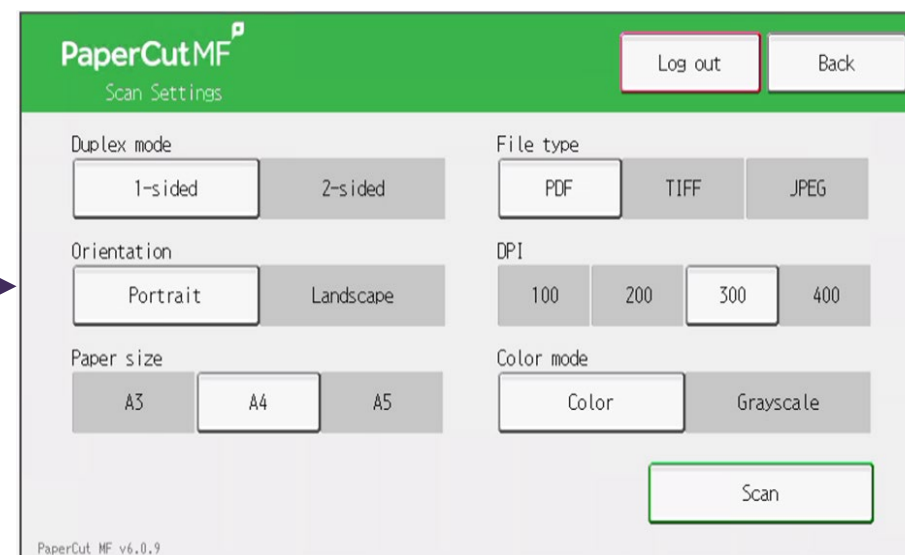 PaperCut MF
Scan Settings
Log out
Back
Duplex mode
1-sided
2-sided
Orientation
Portrait
Landscape
Paper size
A3
A4
A5
File type
PDF
TIFF
JPEG
DPI
100
200
300
400
Color mode
Color
Grayscale
Scan
PaperCut MF v6.0.9